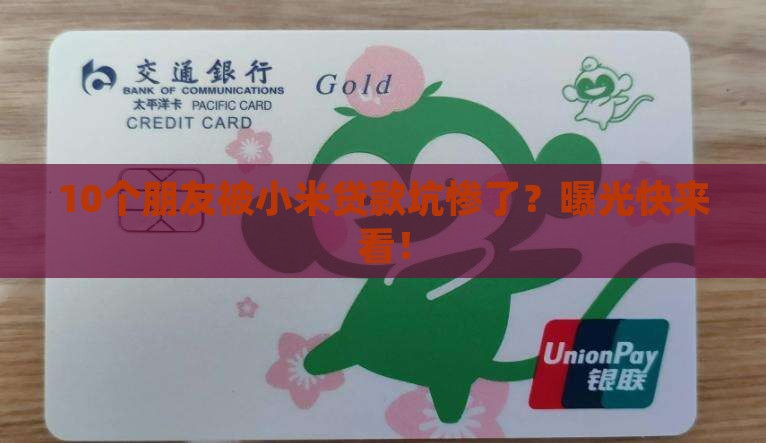 交通銀行
BANK OF COMMUNICATIONS
太平洋卡 PACIFIC CARD
CREDIT CARD
Gold
10个朋友被小米贷款坑惨了？曝光快来
看！
UnionPay
银联